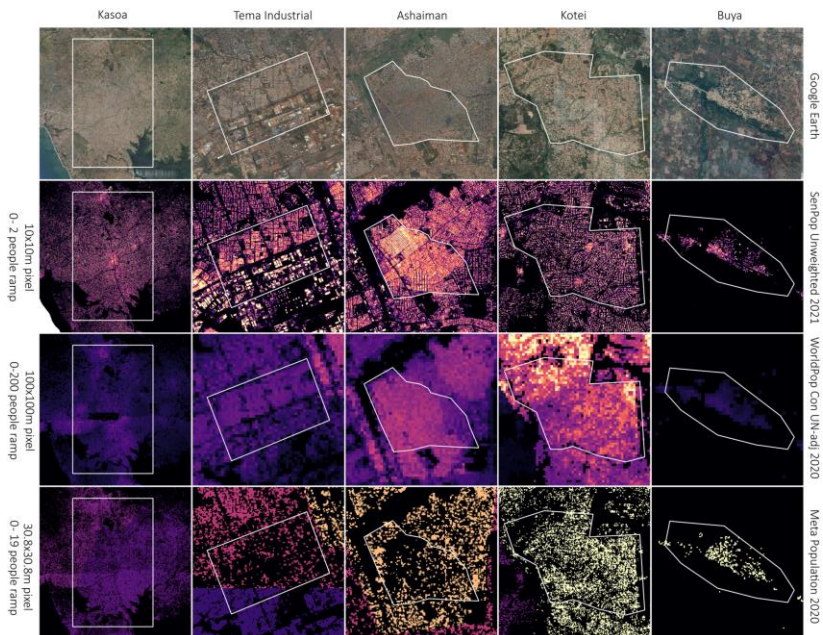 Kasoa
Tema Industrial
Ashaiman
Kotei
Buya
Google Earth
10x10m pixel
0- 2 people ramp
SenPop Unweighted 2021
100x100m pixel
0-200 people ramp
WorldPop Con UN-adj 2020
30.8x30.8m pixel
0- 19 people ramp
Meta Population 2020